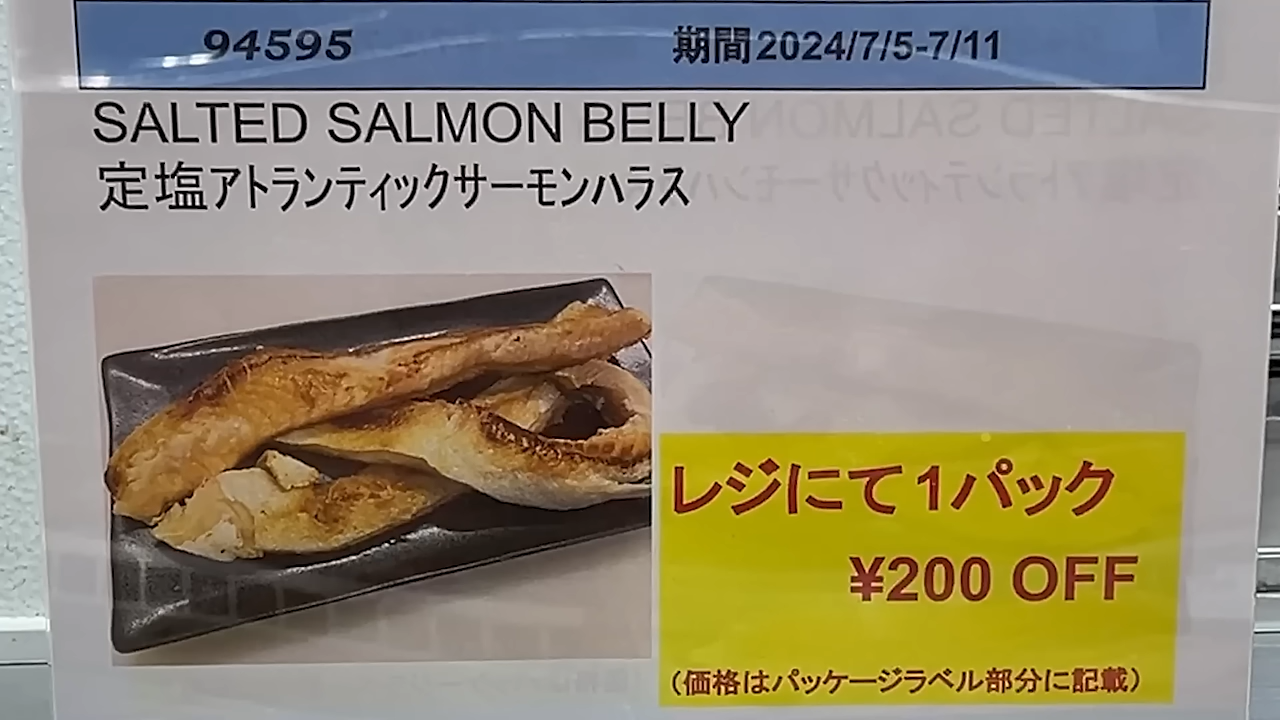 94595 期間2024/7/5-7/11
SALTED SALMON BELLY
定塩アトランティックサーモンハラス
レジにて1パック
¥200 OFF
（価格はパッケージラベル部分に記載）